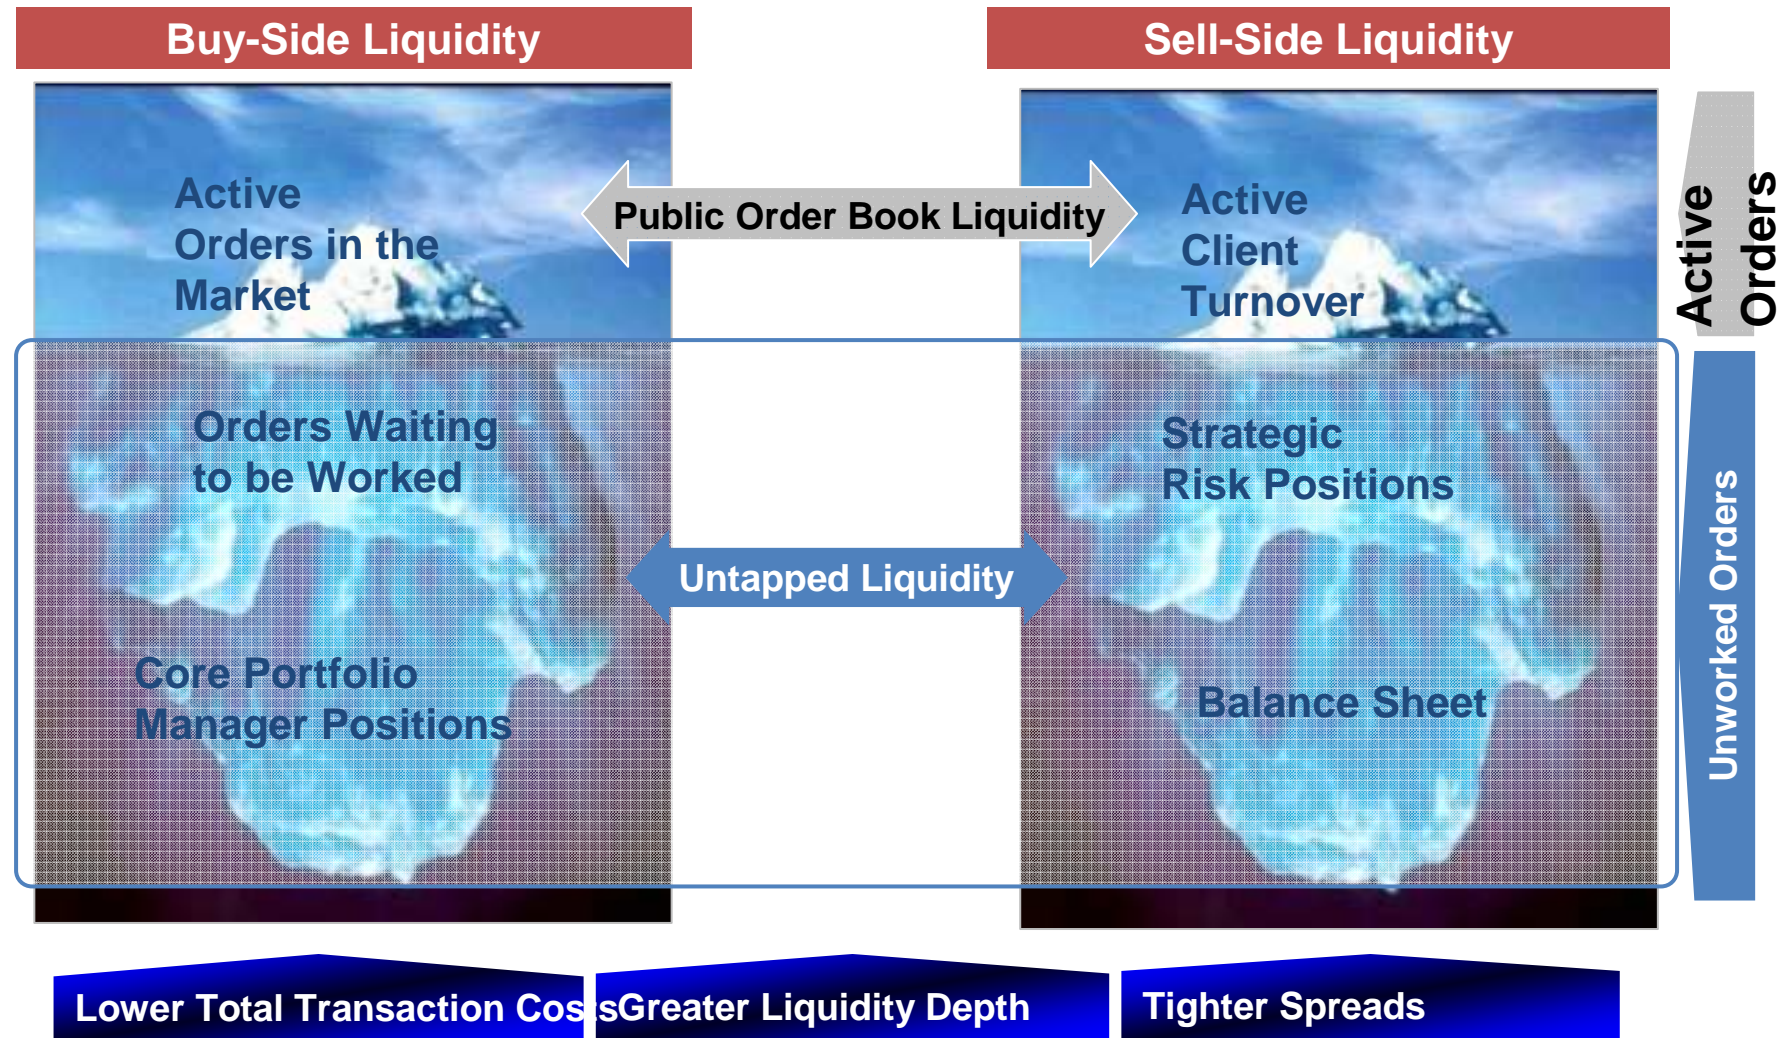 Buy-Side Liquidity
Sell-Side Liquidity
Active
Orders in the
Market
Public Order Book Liquidity
Active
Client
Turnover
Active
Orders
Orders Waiting
to be Worked
Strategic
Risk Positions
Untapped Liquidity
Unworked Orders
Core Portfolio
Manager Positions
Balance Sheet
Lower Total Transaction Costs
Greater Liquidity Depth
Tighter Spreads